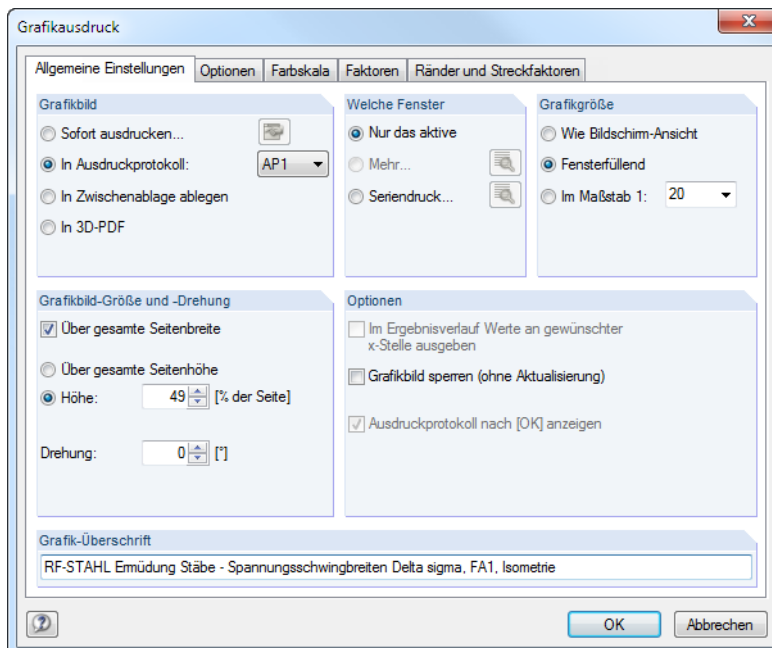 Grafikausdruck
Allgemeine Einstellungen Optionen Farbskala Faktoren Ränder und Streckfaktoren
Grafikbild
Sofort ausdrucken...
In Ausdruckprotokoll: AP1
In Zwischenablage ablegen
In 3D-PDF
Welche Fenster
Nur das aktive
Mehr...
Seriendruck...
Grafikgröße
Wie Bildschirm-Ansicht
Fensterfüllend
Im Maßstab 1: 20
Grafikbild-Größe und -Drehung
Über gesamte Seitenbreite
Über gesamte Seitenhöhe
Höhe: 49 [% der Seite]
Drehung: 0 [°]
Optionen
Im Ergebnisverlauf Werte an gewünschter
x-Stelle ausgeben
Grafikbild sperren (ohne Aktualisierung)
Ausdruckprotokoll nach [OK] anzeigen
Grafik-Überschrift
RF-STAHL Ermüdung Stäbe - Spannungsschwingbreiten Delta sigma, FA1, Isometrie
OK Abbrechen